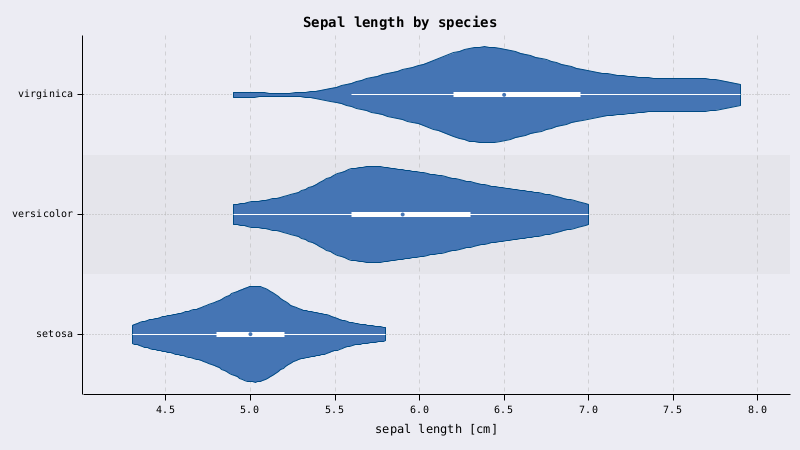 Sepal length by species
virginica
versicolor
setosa
4.5 5.0 5.5 6.0 6.5 7.0 7.5 8.0
sepal length [cm]